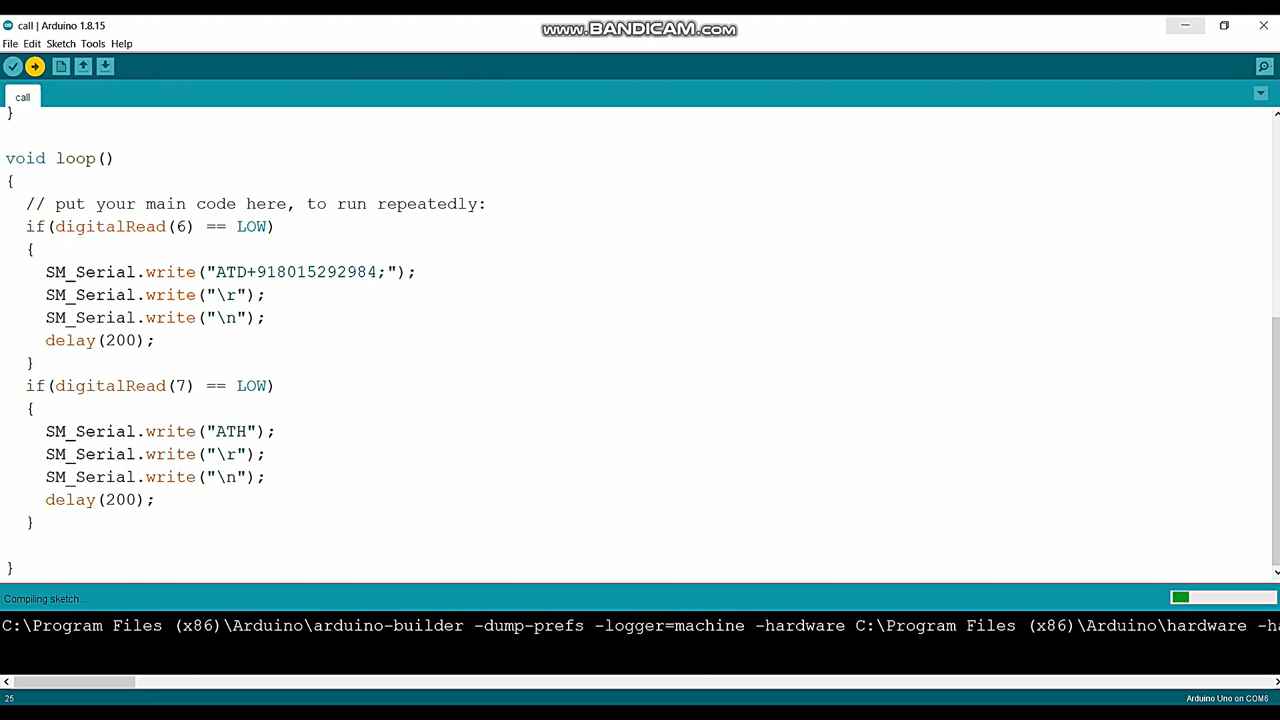 call | Arduino 1.8.15
www.BANDICAM.com
File Edit Sketch Tools Help
call
}
void loop()
{
  // put your main code here, to run repeatedly:
  if(digitalRead(6) == LOW)
  {
    SM_Serial.write("ATD+918015292984;");
    SM_Serial.write("\r");
    SM_Serial.write("\n");
    delay(200);
  }
  if(digitalRead(7) == LOW)
  {
    SM_Serial.write("ATH");
    SM_Serial.write("\r");
    SM_Serial.write("\n");
    delay(200);
  }
}
Compiling sketch...
C:\Program Files (x86)\Arduino\arduino-builder -dump-prefs -logger=machine -hardware C:\Program Files (x86)\Arduino\hardware -ha
25
Arduino Uno on COM6